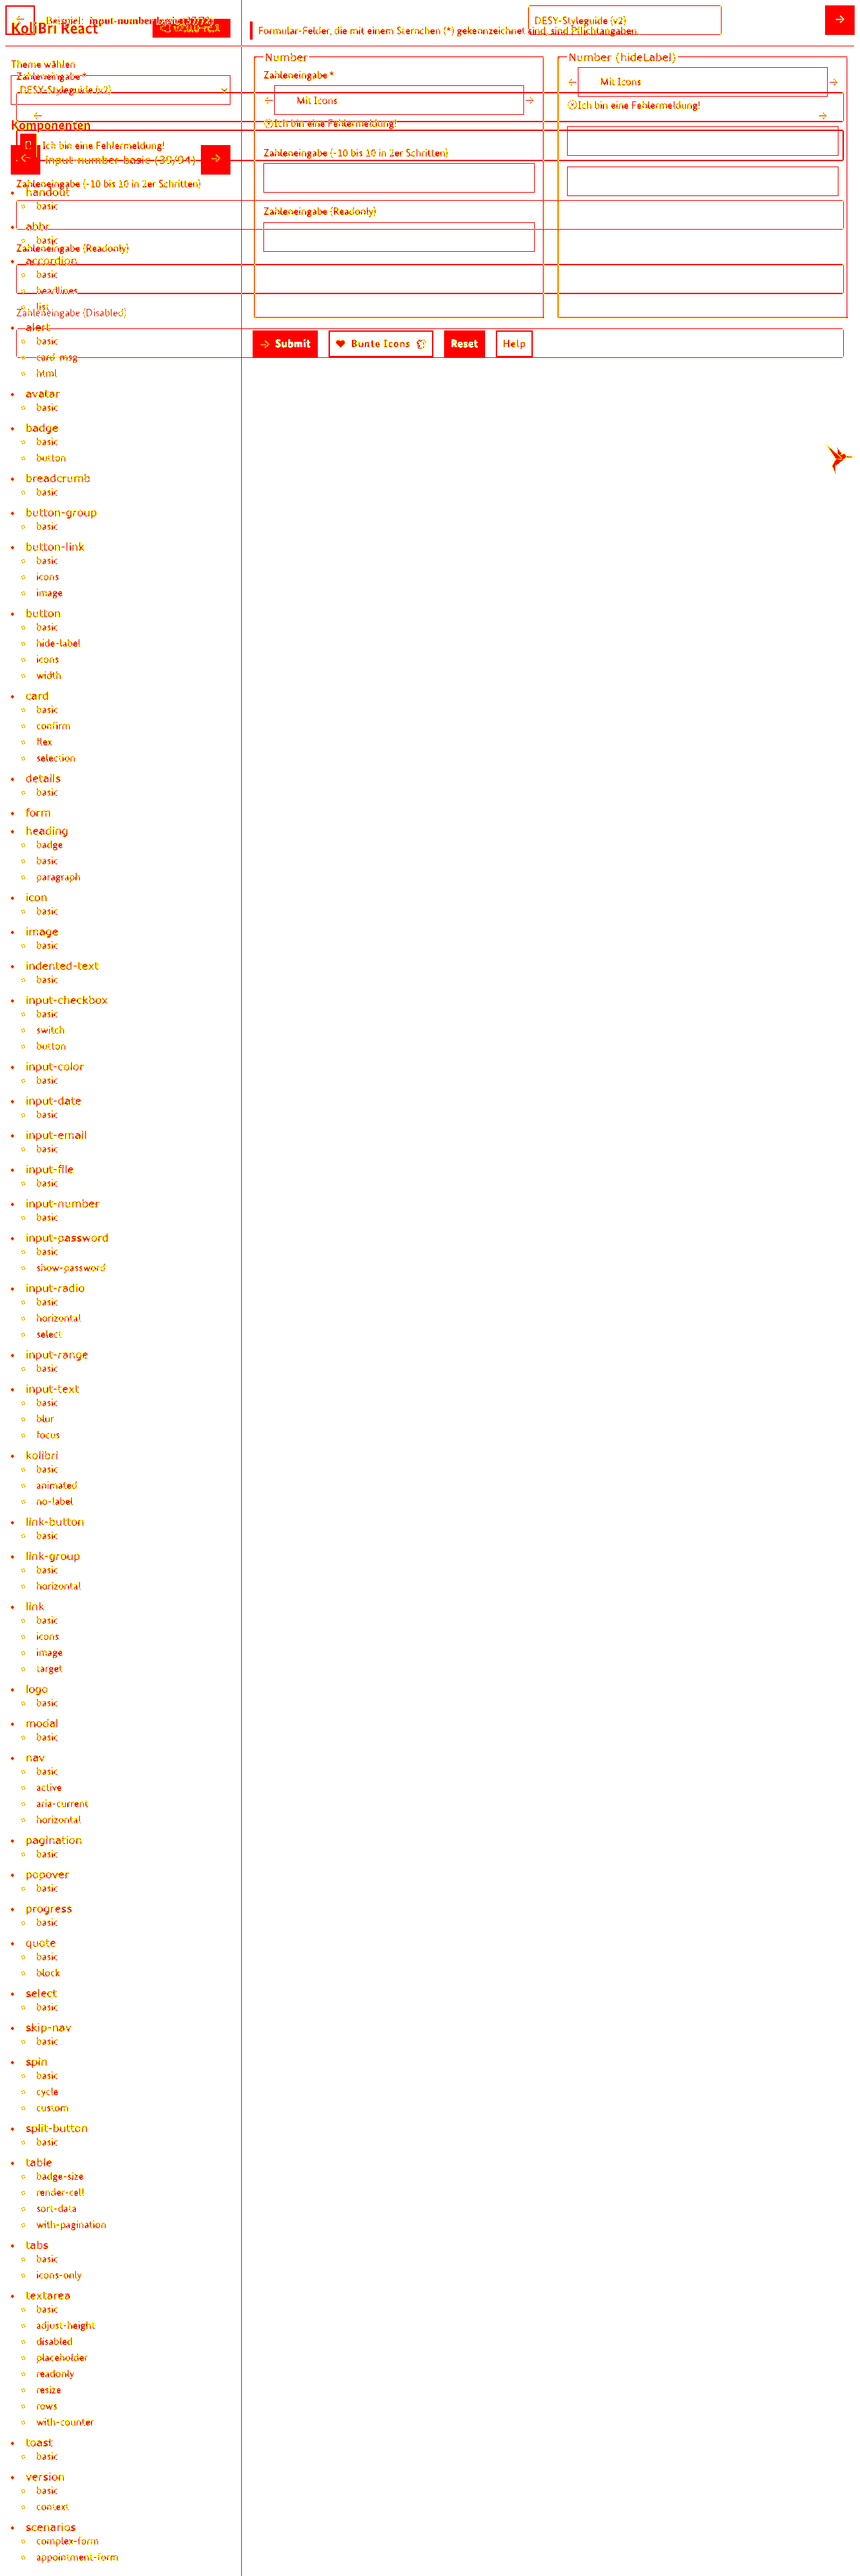 KoliBri React
Beispiel: input-number
DESY-Styleguide (v2)
Formular-Felder, die mit einem Sternchen (*) gekennzeichnet sind, sind Pflichtangaben.
Theme wählen
Zahleneingabe *
DESY-Styleguide (v2)
Komponenten
Ich bin eine Fehlermeldung!
input-number basic (39/94)
Zahleneingabe (-10 bis 10 in 2er Schritten)
Zahleneingabe (Readonly)
Zahleneingabe (Disabled)
Number
Zahleneingabe *
Mit Icons
Ich bin eine Fehlermeldung!
Zahleneingabe (-10 bis 10 in 2er Schritten)
Zahleneingabe (Readonly)
Number (hideLabel)
Mit Icons
Ich bin eine Fehlermeldung!
Submit
Bunte Icons
Reset
Help
handout
basic
abbr
basic
accordion
basic
headlines
list
alert
basic
card-msg
html
avatar
basic
badge
basic
button
breadcrumb
basic
button-group
basic
button-link
basic
icons
image
button
basic
hide-label
icons
width
card
basic
confirm
flex
selection
details
basic
form
heading
badge
basic
paragraph
icon
basic
image
basic
indented-text
basic
input-checkbox
basic
switch
button
input-color
basic
input-date
basic
input-email
basic
input-file
basic
input-number
basic
input-password
basic
show-password
input-radio
basic
horizontal
select
input-range
basic
input-text
basic
blur
focus
kolibri
basic
animated
no-label
link-button
basic
link-group
basic
horizontal
link
basic
icons
image
target
logo
basic
modal
basic
nav
basic
active
aria-current
horizontal
pagination
basic
popover
basic
progress
basic
quote
basic
block
select
basic
skip-nav
basic
spin
basic
cycle
custom
split-button
basic
table
badge-size
render-cell
sort-data
with-pagination
tabs
basic
icons-only
textarea
basic
adjust-height
disabled
placeholder
readonly
resize
rows
with-counter
toast
basic
version
basic
context
scenarios
complex-form
appointment-form